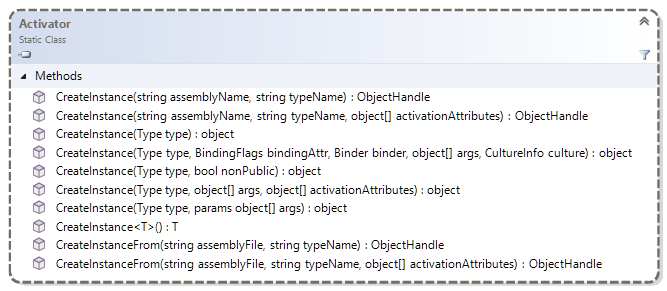 Activator
Static Class
Methods
CreateInstance(string assemblyName, string typeName) : ObjectHandle
CreateInstance(string assemblyName, string typeName, object[] activationAttributes) : ObjectHandle
CreateInstance(Type type) : object
CreateInstance(Type type, BindingFlags bindingAttr, Binder binder, object[] args, CultureInfo culture) : object
CreateInstance(Type type, bool nonPublic) : object
CreateInstance(Type type, object[] args, object[] activationAttributes) : object
CreateInstance(Type type, params object[] args) : object
CreateInstance<T>() : T
CreateInstanceFrom(string assemblyFile, string typeName) : ObjectHandle
CreateInstanceFrom(string assemblyFile, string typeName, object[] activationAttributes) : ObjectHandle